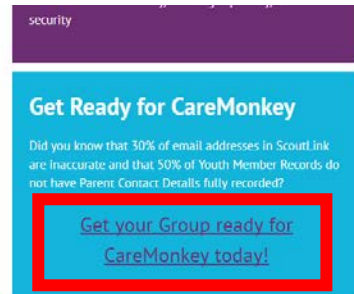 security
Get Ready for CareMonkey
Did you know that 30% of email addresses in ScoutLink
are inaccurate and that 50% of Youth Member Records do
not have Parent Contact Details fully recorded?
Get your Group ready for
CareMonkey today!